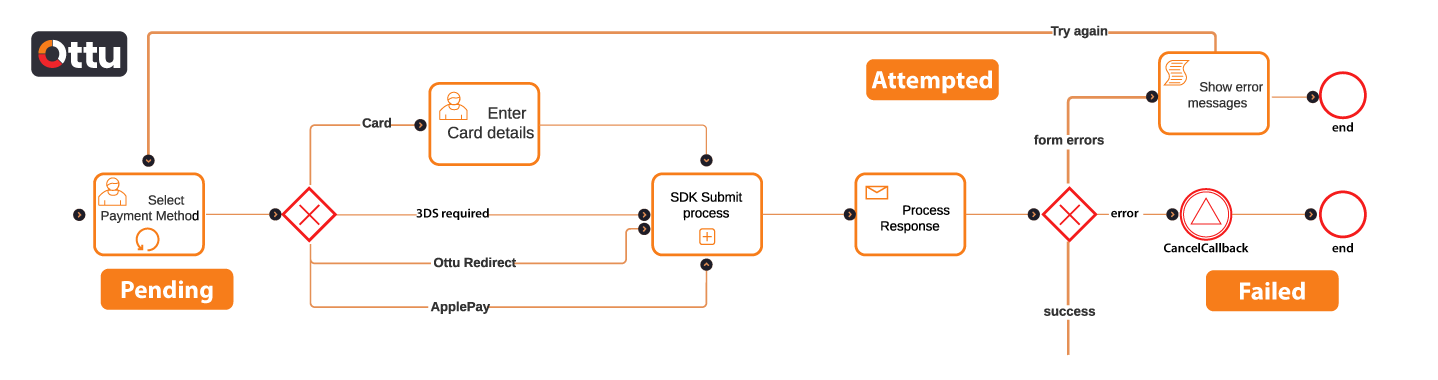 Ottu
Try again
Attempted
Show error
messages
end
Enter
Card details
Card
form errors
Select
Payment Method
3DS required
SDK Submit
process
Process
Response
error
CancelCallback
end
Ottu Redirect
Pending
Failed
ApplePay
success